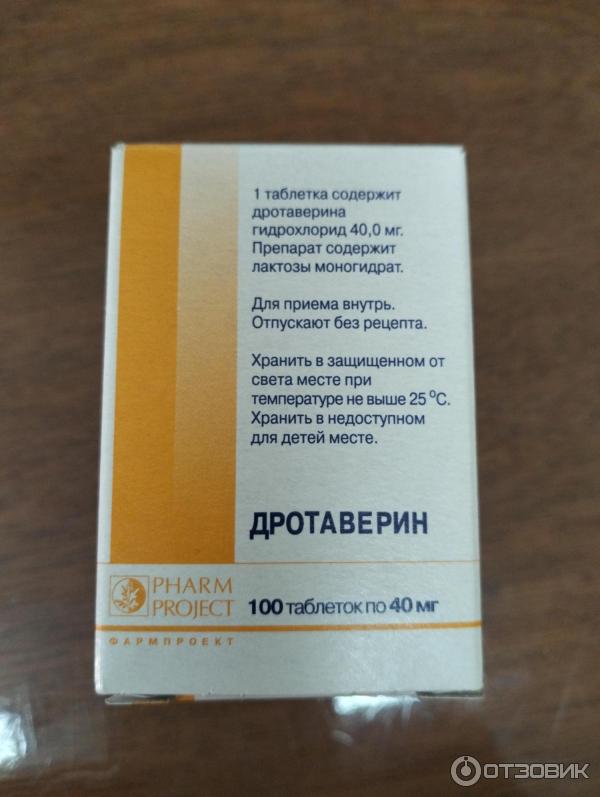 1 таблетка содержит
дротаверина
гидрохлорид 40,0 мг.
Препарат содержит
лактозы моногидрат.
Для приема внутрь.
Отпускают без рецепта.
Хранить в защищенном от
света месте при
температуре не выше 25 °С.
Хранить в недоступном
для детей месте.
ДРОТАВЕРИН
PHARM
PROJECT
ФАРМПРОЕКТ
100 таблеток по 40 мг
ОТЗОВИК